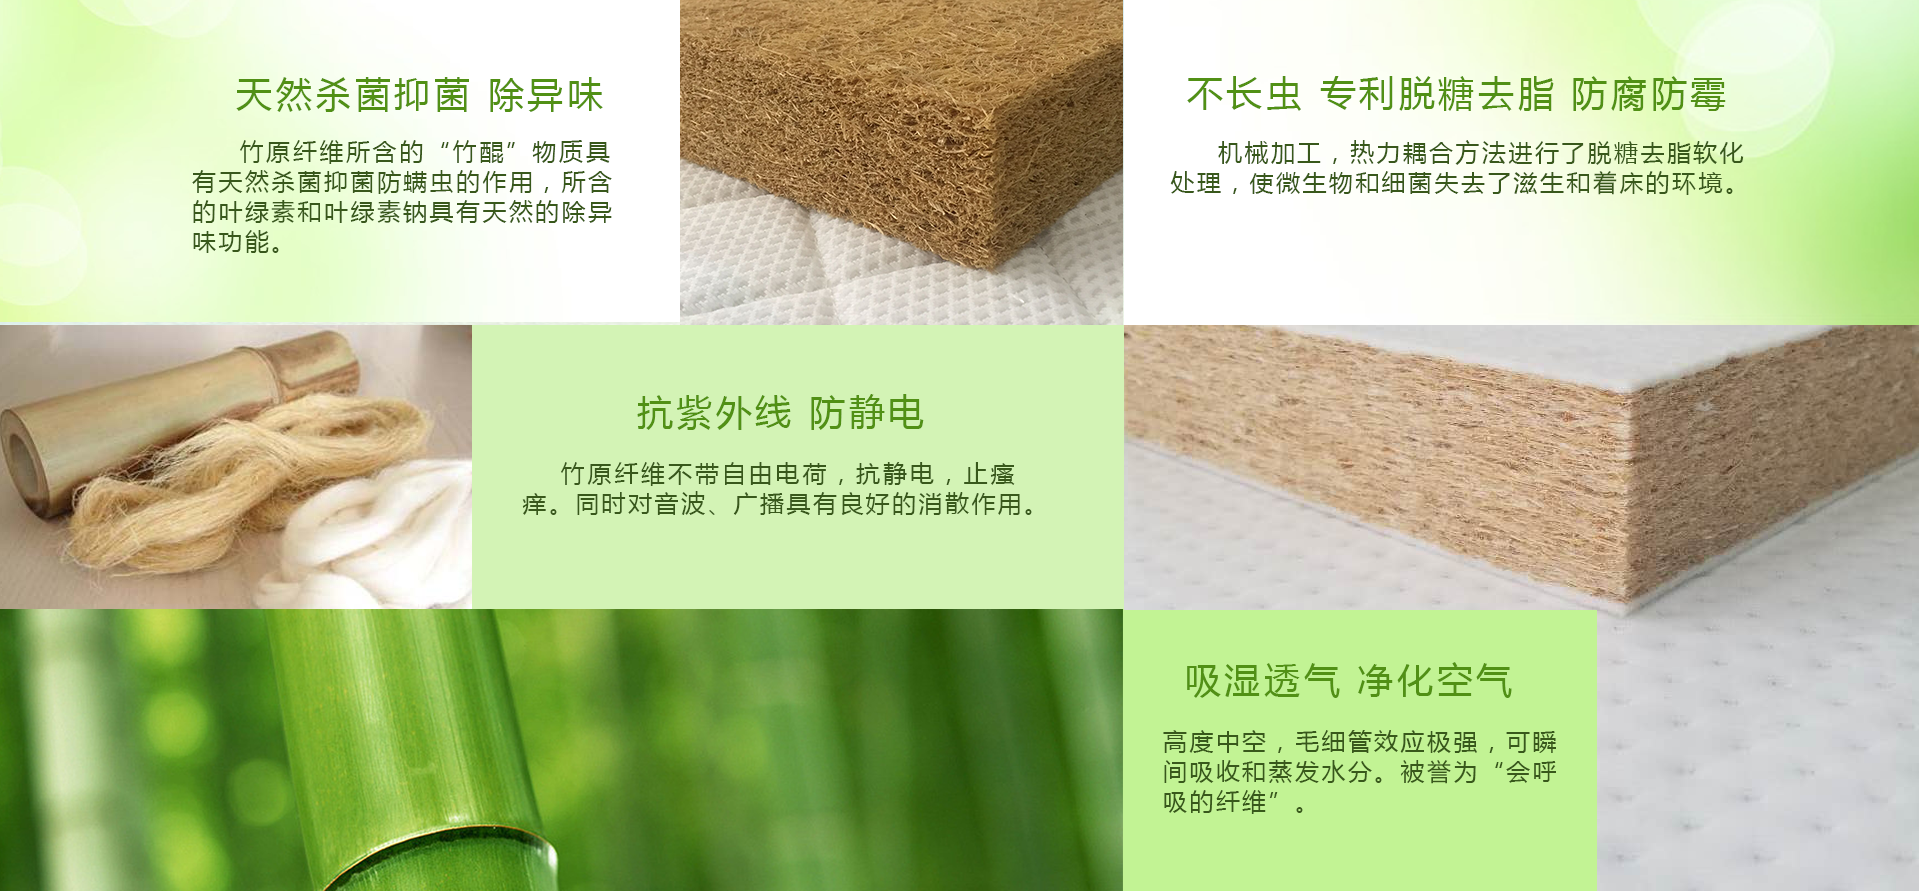 天然杀菌抑菌 除异味
竹原纤维所含的“竹醌”物质具
有天然杀菌抑菌防螨虫的作用，所含
的叶绿素和叶绿素钠具有天然的除异
味功能。
不长虫 专利脱糖去脂 防腐防霉
机械加工，热力耦合方法进行了脱糖去脂软化
处理，使微生物和细菌失去了滋生和着床的环境。
抗紫外线 防静电
竹原纤维不带自由电荷，抗静电，止瘙
痒。同时对音波、广播具有良好的消散作用。
吸湿透气 净化空气
高度中空，毛细管效应极强，可瞬
间吸收和蒸发水分。被誉为“会呼
吸的纤维”。